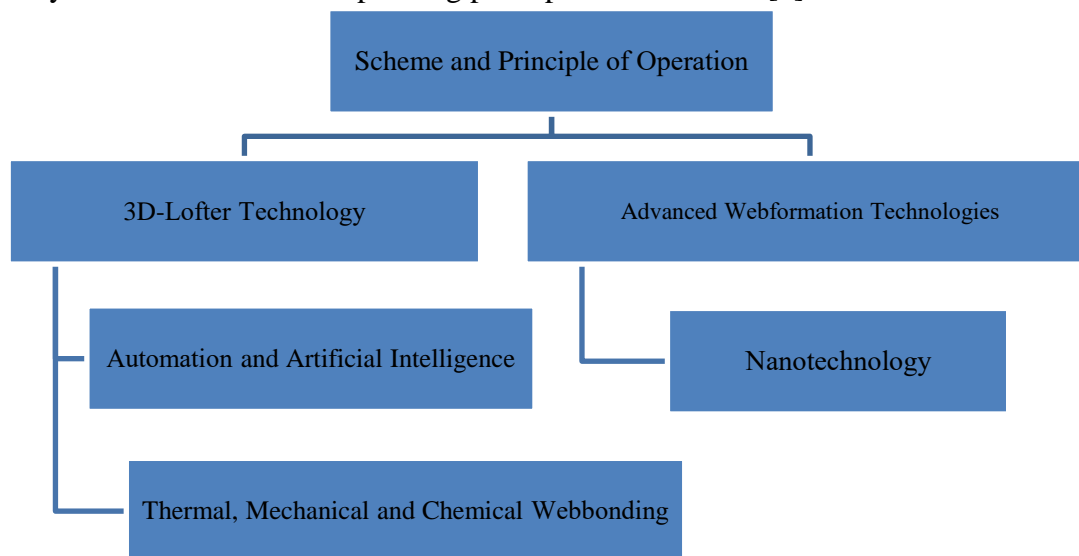 Scheme and Principle of Operation
3D-Lofter Technology
Advanced Webformation Technologies
Automation and Artificial Intelligence
Nanotechnology
Thermal, Mechanical and Chemical Webbonding